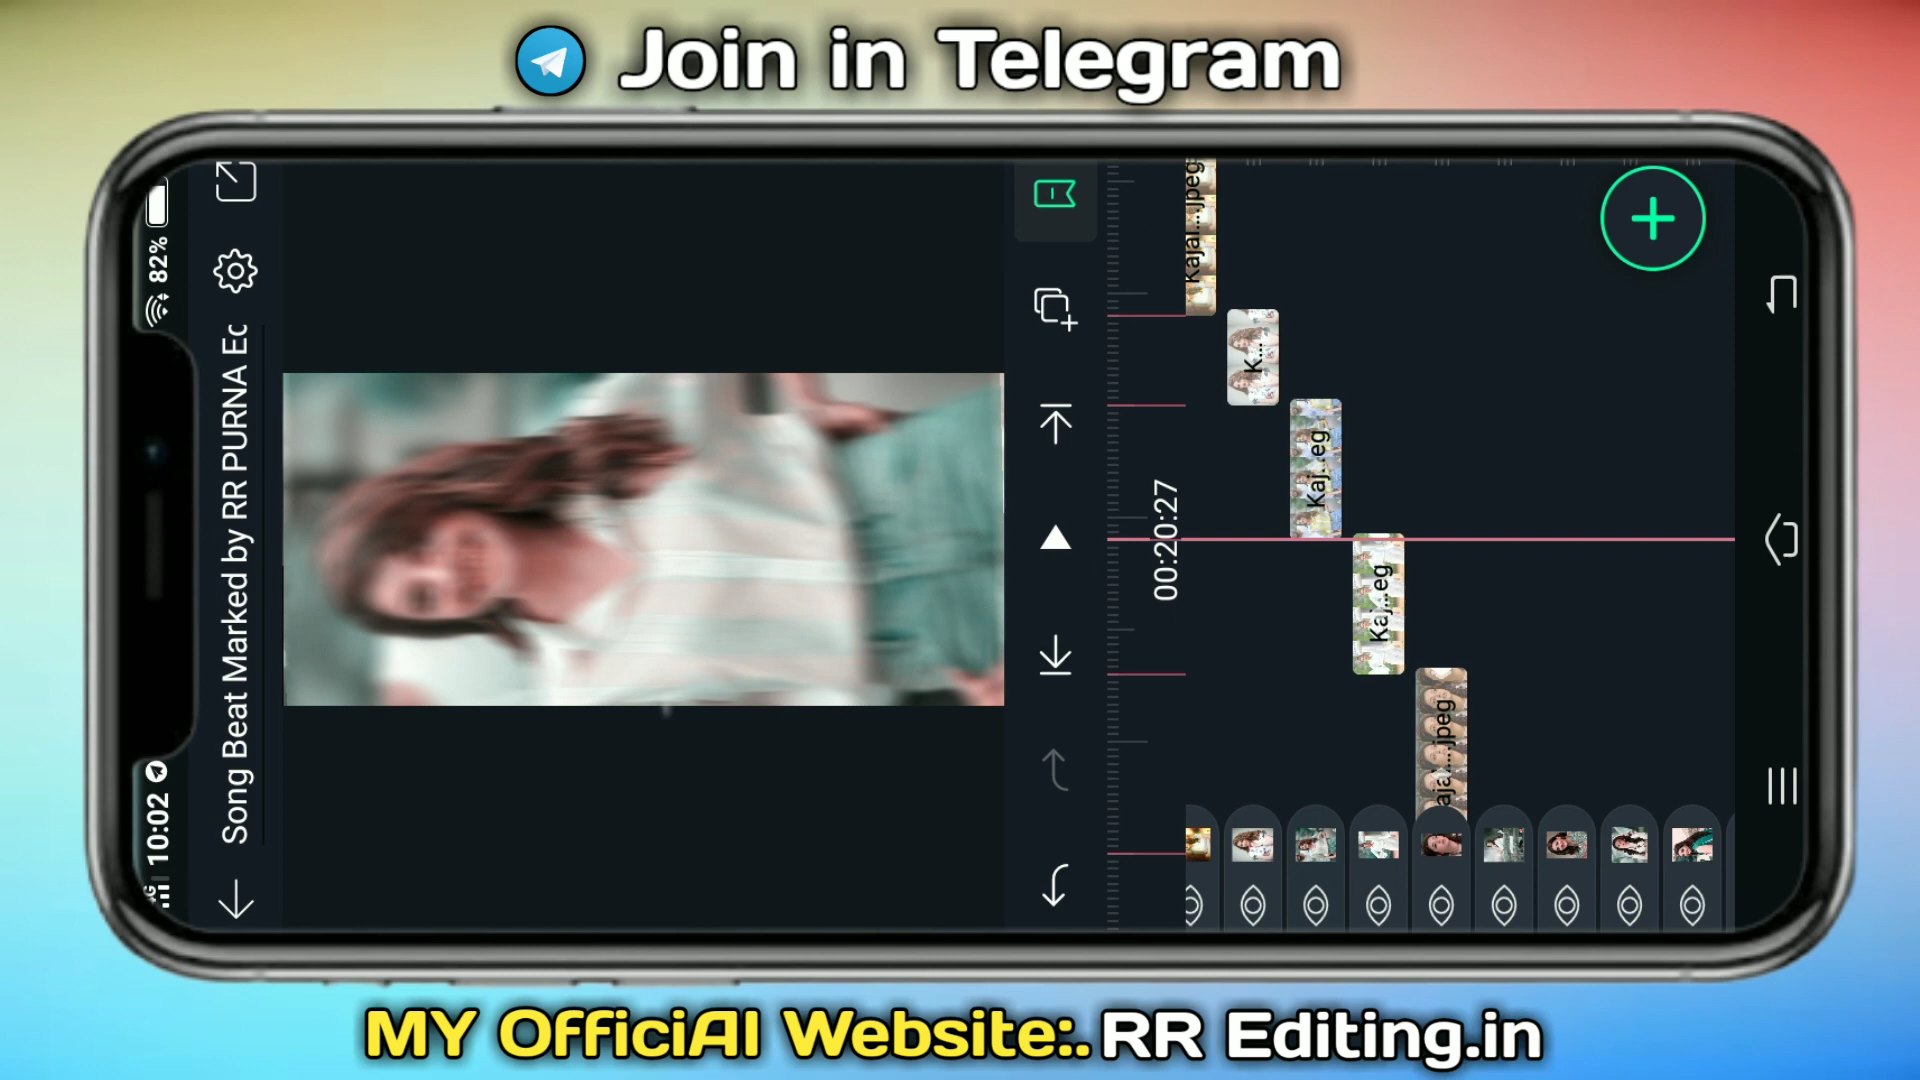 Join in Telegram
10:02
82%
Song Beat Marked by RR PURNA Ec
00:20:27
Kajal...jpeg
K...
Kaj...eg
Kaj...eg
aja...jpeg
MY OfficiAl Website:. RR Editing.in